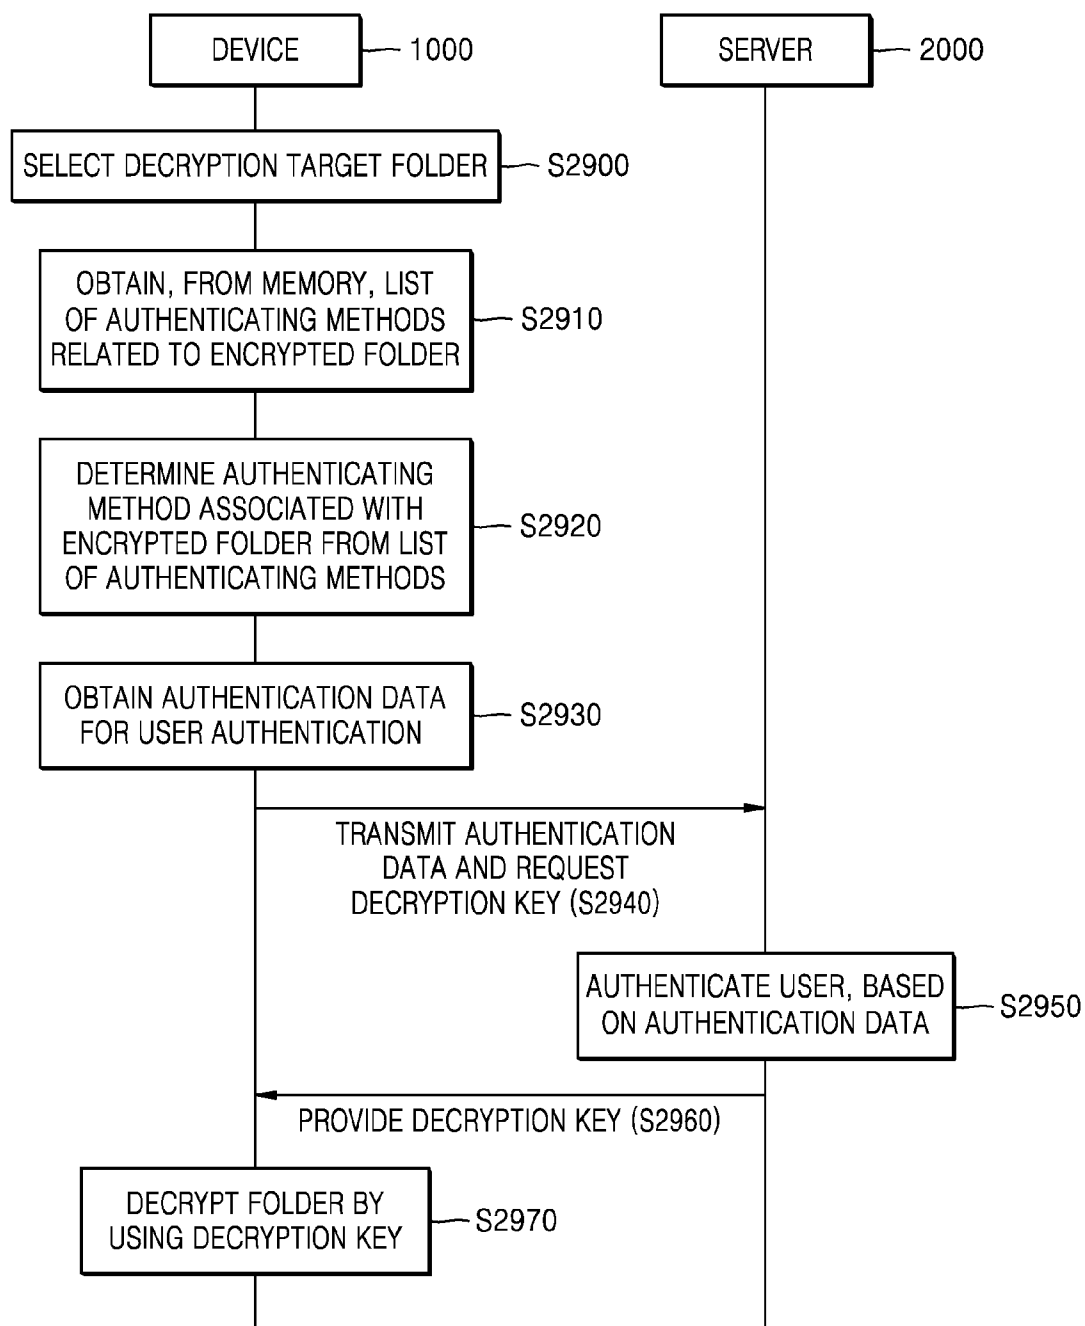 DEVICE
1000
SERVER
2000
SELECT DECRYPTION TARGET FOLDER
S2900
OBTAIN, FROM MEMORY, LIST
OF AUTHENTICATING METHODS
RELATED TO ENCRYPTED FOLDER
S2910
DETERMINE AUTHENTICATING
METHOD ASSOCIATED WITH
ENCRYPTED FOLDER FROM LIST
OF AUTHENTICATING METHODS
S2920
OBTAIN AUTHENTICATION DATA
FOR USER AUTHENTICATION
S2930
TRANSMIT AUTHENTICATION
DATA AND REQUEST
DECRYPTION KEY (S2940)
AUTHENTICATE USER, BASED
ON AUTHENTICATION DATA
S2950
PROVIDE DECRYPTION KEY (S2960)
DECRYPT FOLDER BY
USING DECRYPTION KEY
S2970